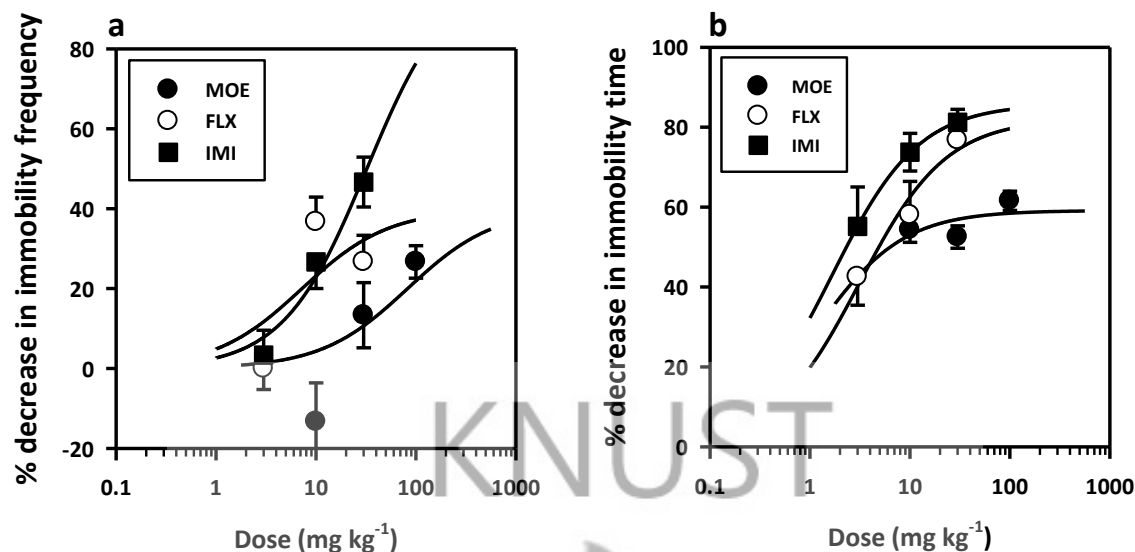 a
% decrease in immobility frequency
80
60
40
20
0
-20
MOE
FLX
IMI
0.1 1 10 100 1000
Dose (mg kg-1)
b
% decrease in immobility time
100
80
60
40
20
0
MOE
FLX
IMI
0.1 1 10 100 1000
Dose (mg kg-1)
KNUST